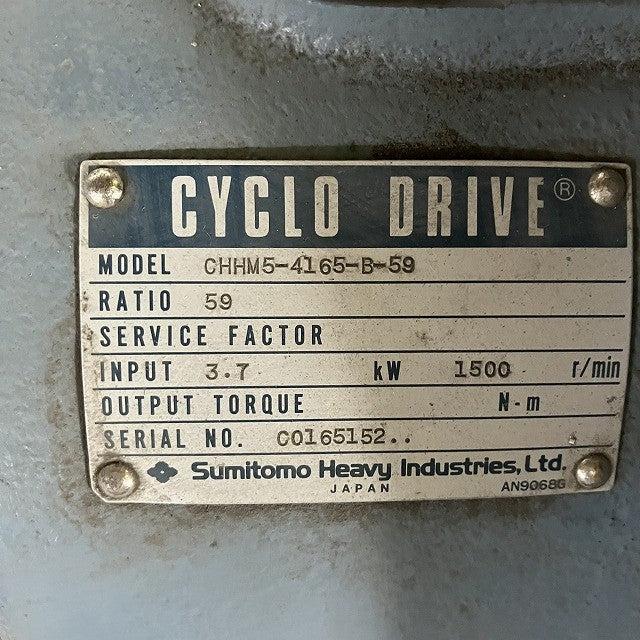 CYCLO DRIVE®
MODEL CHHM5-4165-B-59
RATIO 59
SERVICE FACTOR
INPUT 3.7 kW 1500 r/min
OUTPUT TORQUE N-m
SERIAL NO. CO165152..
Sumitomo Heavy Industries, Ltd.
JAPAN AN9068G